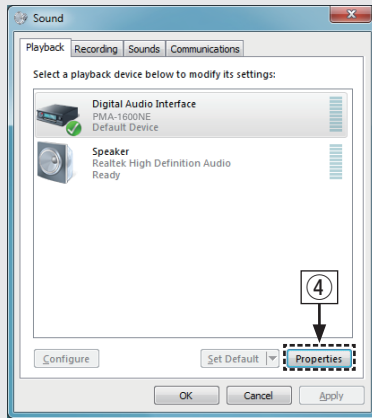 Sound
Playback Recording Sounds Communications
Select a playback device below to modify its settings:
Digital Audio Interface
PMA-1600NE
Default Device
Speaker
Realtek High Definition Audio
Ready
④
Configure Set Default Properties
OK Cancel Apply